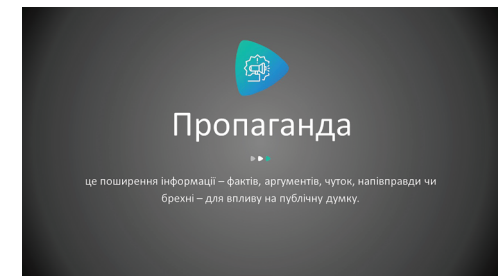 Пропаганда
це поширення інформації – фактів, аргументів, чуток, напівправди чи
брехні – для впливу на публічну думку.